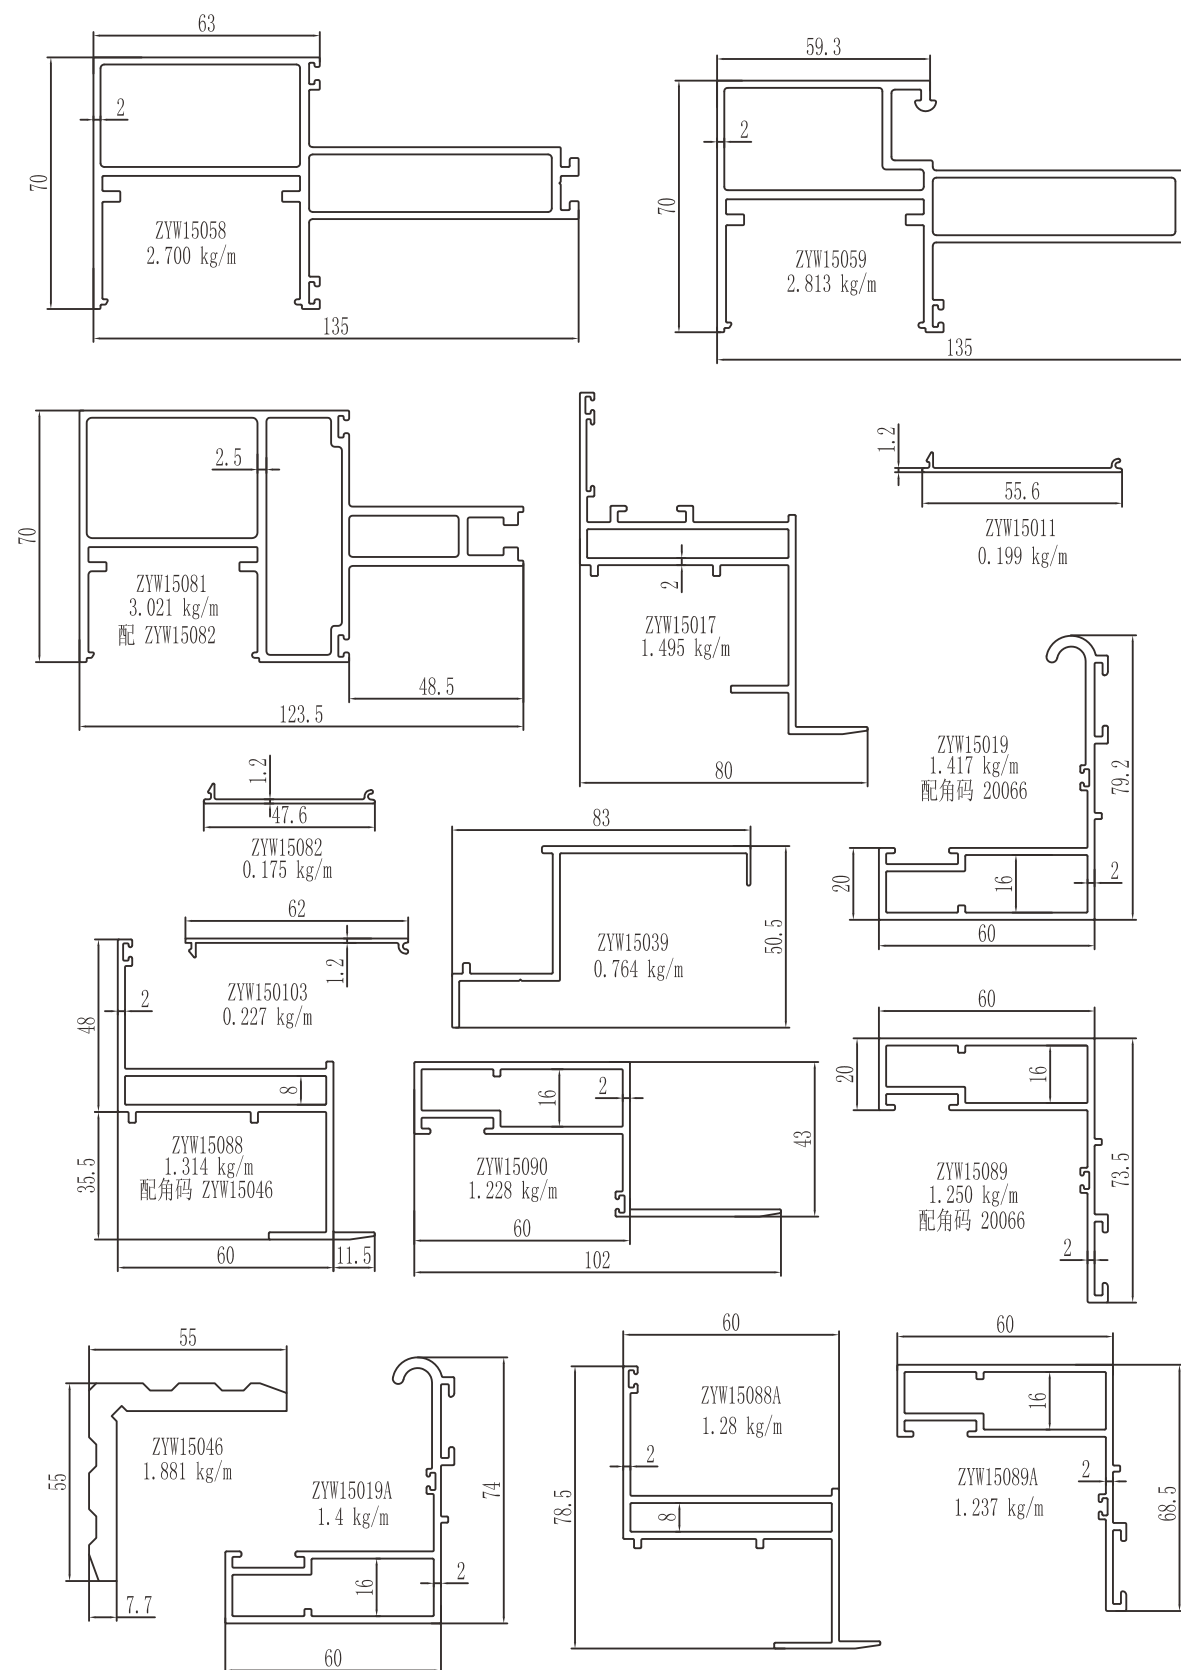 63
2
70
ZYW15058
2.700 kg/m
135
59.3
2
70
ZYW15059
2.813 kg/m
135
2.5
70
ZYW15081
3.021 kg/m
配 ZYW15082
48.5
123.5
2
ZYW15017
1.495 kg/m
80
1.2
55.6
ZYW15011
0.199 kg/m
ZYW15019
1.417 kg/m
配角码 20066
79.2
20
16
2
60
1.2
47.6
ZYW15082
0.175 kg/m
62
1.2
ZYW150103
0.227 kg/m
83
50.5
ZYW15039
0.764 kg/m
48
2
8
35.5
ZYW15088
1.314 kg/m
配角码 ZYW15046
60
11.5
16
2
43
ZYW15090
1.228 kg/m
60
102
60
20
16
73.5
ZYW15089
1.250 kg/m
配角码 20066
2
55
55
ZYW15046
1.881 kg/m
7.7
ZYW15019A
1.4 kg/m
74
16
2
60
60
ZYW15088A
1.28 kg/m
2
78.5
8
60
16
ZYW15089A
1.237 kg/m
2
68.5